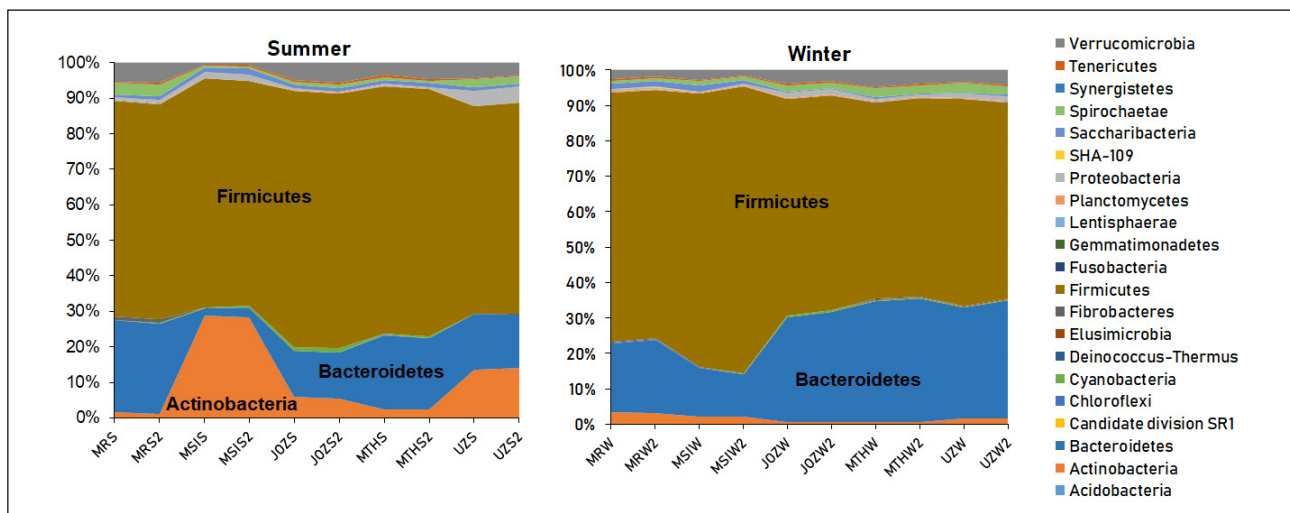 Summer
100%
90%
80%
70%
60%
50%
40%
30%
20%
10%
0%
Firmicutes
Bacteroidetes
Actinobacteria
MRS
MRS2
MSIS
MSIS2
JOZS
JOZS2
MTHS
MTHS2
UZS
UZS2
Winter
100%
90%
80%
70%
60%
50%
40%
30%
20%
10%
0%
Firmicutes
Bacteroidetes
MRW
MRW2
MSIW
MSIW2
JOZW
JOZW2
MTHW
MTHW2
UZW
UZW2
Verrucomicrobia
Tenericutes
Synergistetes
Spirochaetae
Saccharibacteria
SHA-109
Proteobacteria
Planctomycetes
Lentisphaerae
Gemmatimonadetes
Fusobacteria
Firmicutes
Fibrobacteres
Elusimicrobia
Deinococcus-Thermus
Cyanobacteria
Chloroflexi
Candidate division SR1
Bacteroidetes
Actinobacteria
Acidobacteria